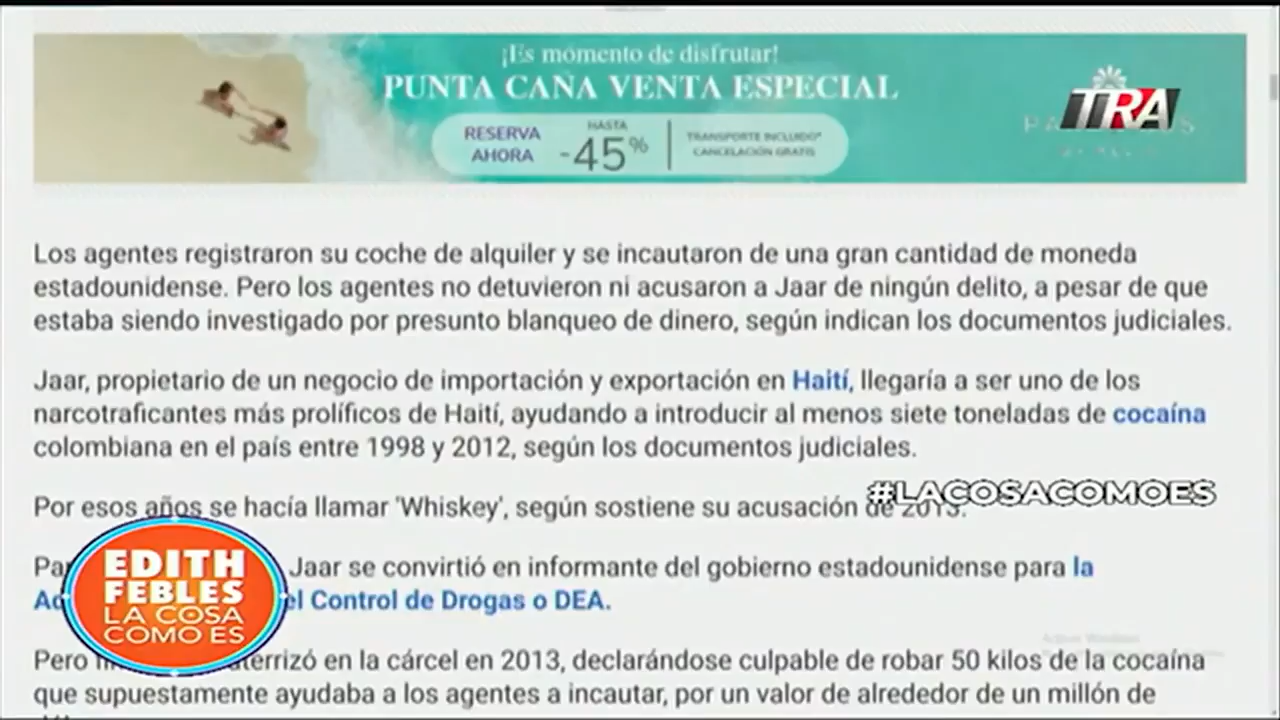 ¡Es momento de disfrutar!
PUNTA CANA VENTA ESPECIAL
RESERVA AHORA
HASTA
-45%
TRANSPORTE INCLUIDO*
CANCELACIÓN GRATIS
TRA
Los agentes registraron su coche de alquiler y se incautaron de una gran cantidad de moneda
estadounidense. Pero los agentes no detuvieron ni acusaron a Jaar de ningún delito, a pesar de que
estaba siendo investigado por presunto blanqueo de dinero, según indican los documentos judiciales.
Jaar, propietario de un negocio de importación y exportación en Haití, llegaría a ser uno de los
narcotraficantes más prolíficos de Haití, ayudando a introducir al menos siete toneladas de cocaína
colombiana en el país entre 1998 y 2012, según los documentos judiciales.
#LACOSACOMOES
Por esos años se hacía llamar 'Whiskey', según sostiene su acusación de 2013.
Jaar se convirtió en informante del gobierno estadounidense para la
Control de Drogas o DEA.
EDITH
FEBLES
LA COSA
COMO ES
Pero aterrizó en la cárcel en 2013, declarándose culpable de robar 50 kilos de la cocaína
que supuestamente ayudaba a los agentes a incautar, por un valor de alrededor de un millón de